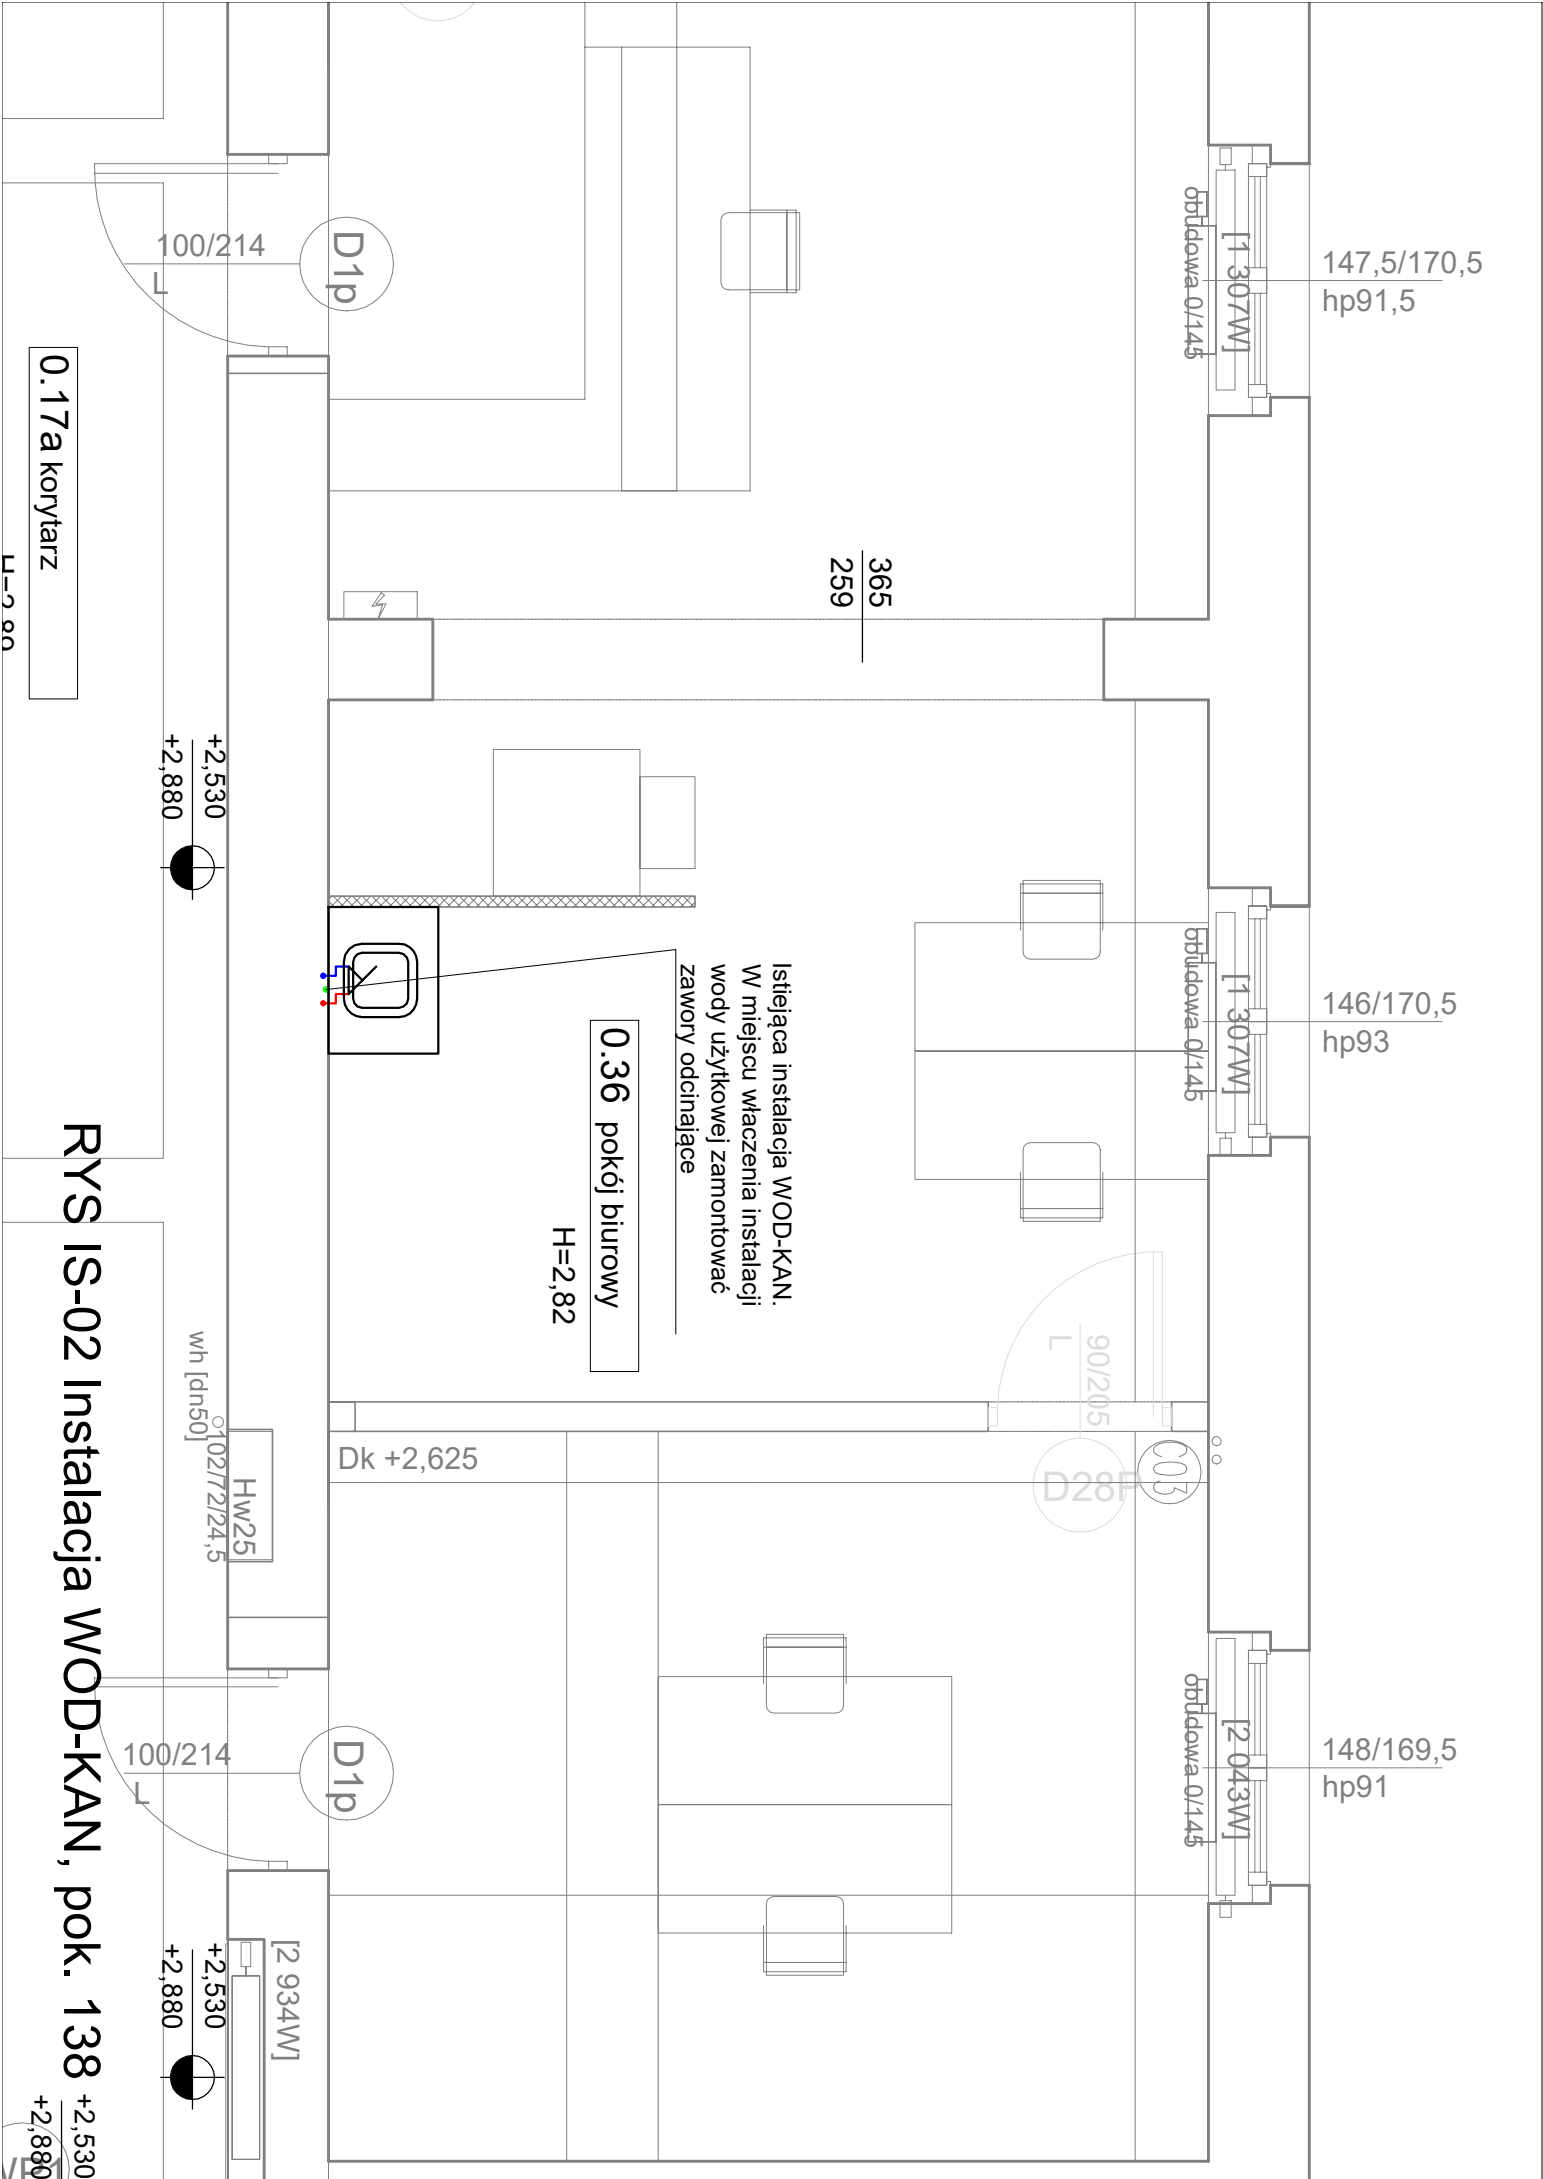 147,5/170,5
hp91,5
[1 307W]
obudowa 0/145
146/170,5
hp93
[1 307W]
obudowa 0/145
148/169,5
hp91
[2 043W]
obudowa 0/145
365
259
90/205
L
D28P
C03
Istiejąca instalacja WOD-KAN.
W miejscu właczenia instalacji
wody użytkowej zamontować
zawory odcinające
0.36 pokój biurowy
H=2,82
Dk +2,625
D1p
100/214
L
D1p
100/214
L
[2 934W]
Hw25
102/72/24,5
wh [dn50]
+2,530
+2,880
+2,530
+2,880
0.17a korytarz
RYS IS-02 Instalacja WOD-KAN, pok. 138
+2,530
+2,880